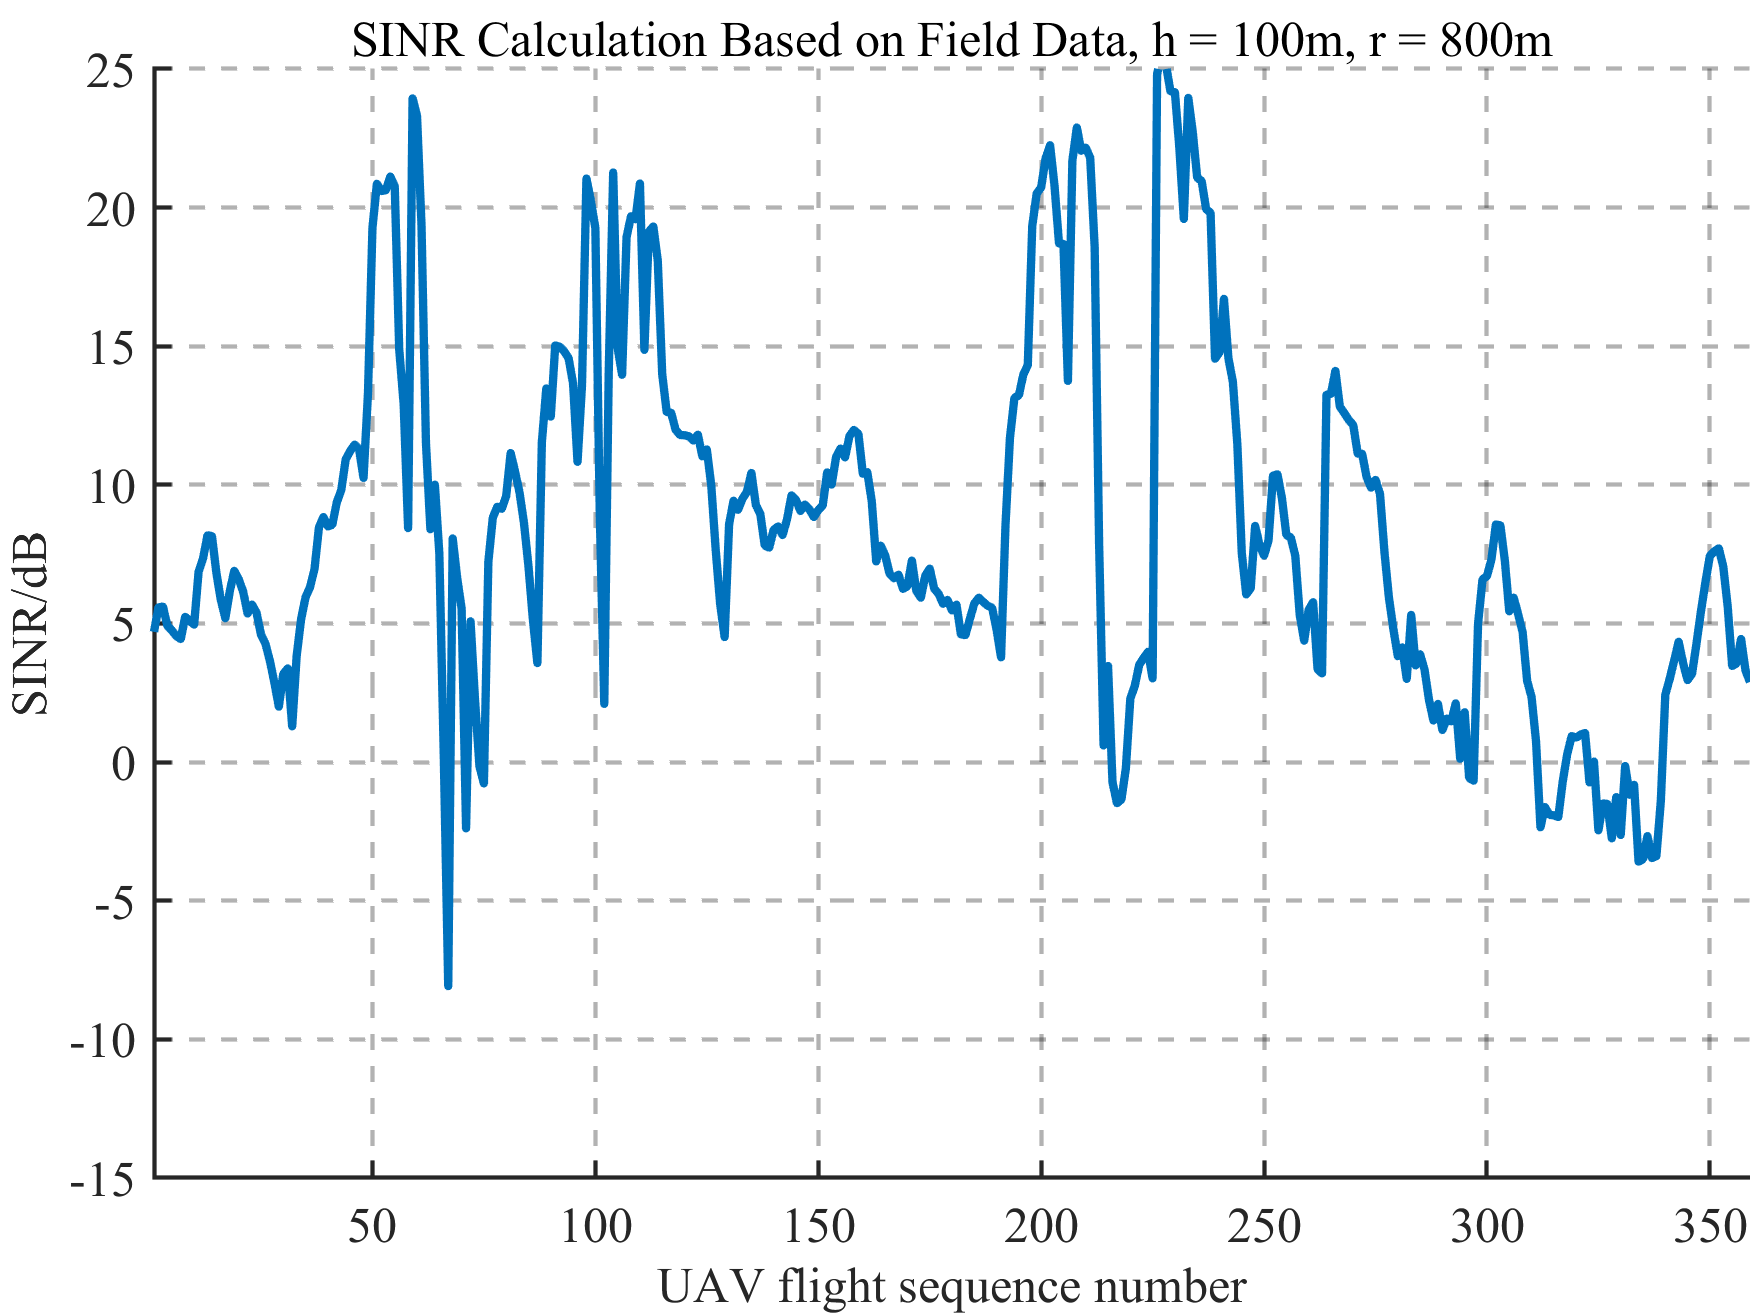 SINR Calculation Based on Field Data, h = 100m, r = 800m
25
20
15
10
5
0
-5
-10
-15
SINR/dB
50 100 150 200 250 300 350
UAV flight sequence number